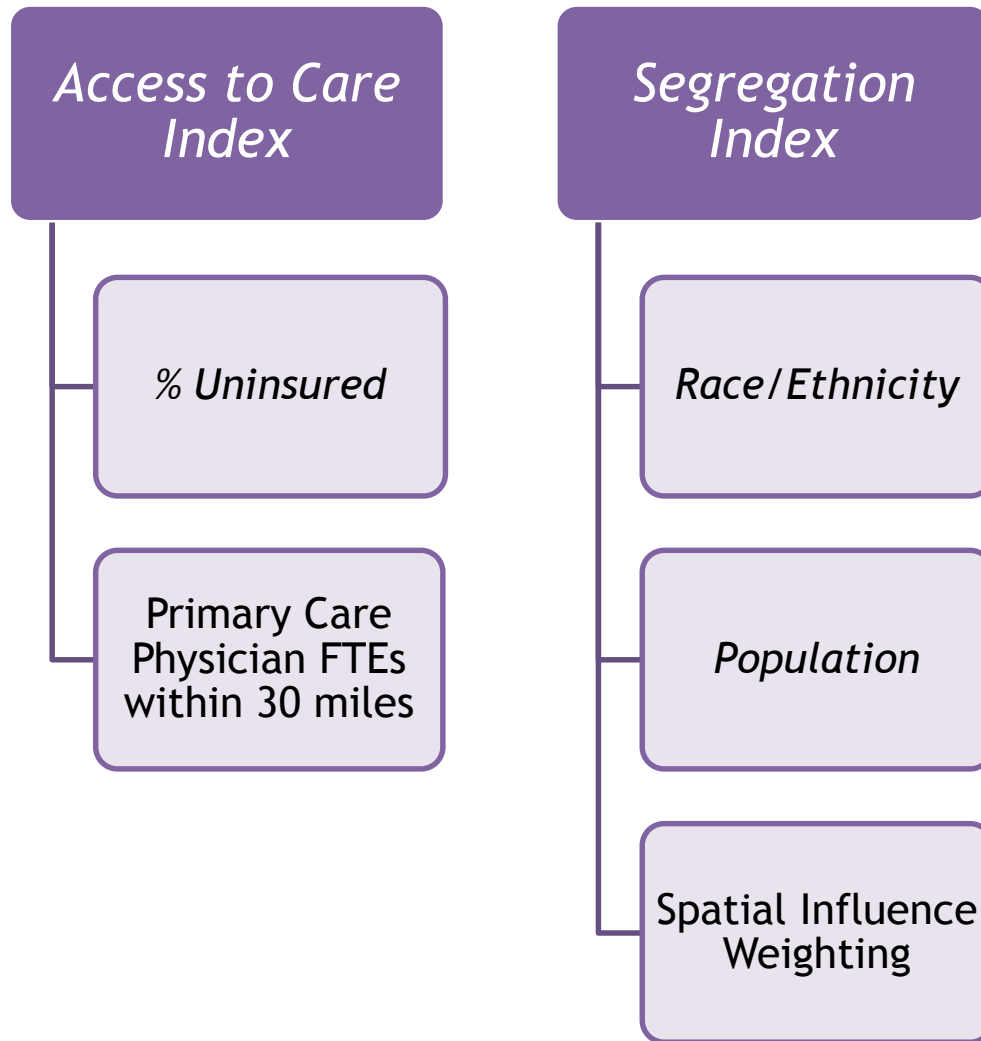 Access to Care
Index
% Uninsured
Primary Care
Physician FTEs
within 30 miles
Segregation
Index
Race/Ethnicity
Population
Spatial Influence
Weighting